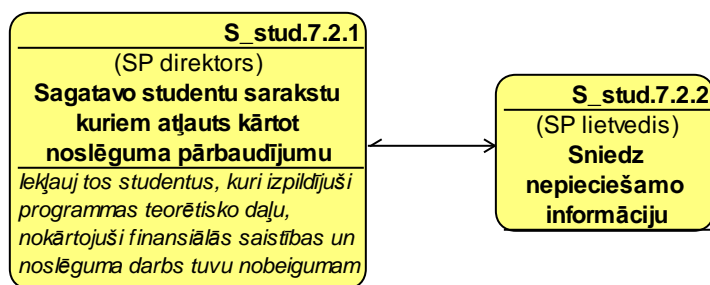 S_stud.7.2.1
(SP direktors)
Sagatavo studentu sarakstu
kuriem atļauts kārtot
noslēguma pārbaudījumu
Iekļauj tos studentus, kuri izpildījuši
programmas teorētisko daļu,
nokārtojuši finansiālās saistības un
noslēguma darbs tuvu nobeigumam
S_stud.7.2.2
(SP lietvedis)
Sniedz
nepieciešamo
informāciju